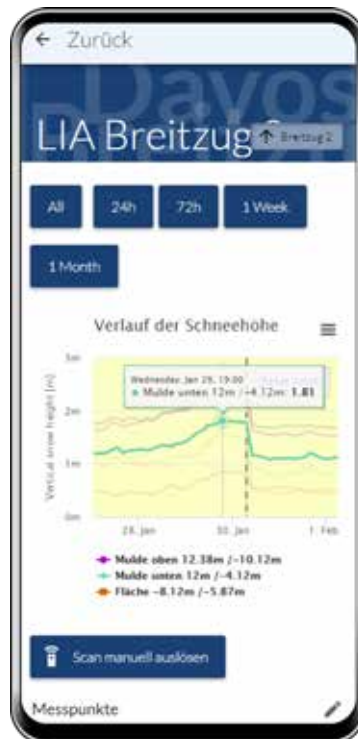 ← Zurück
Davos
LIA Breitzug
↑ Breitzug 2
All
24h
72h
1 Week
1 Month
Verlauf der Schneehöhe
Vertical snow height [m]
3m
2m
1m
0m
Wednesday, Jan 29, 19:00
Mulde unten 12m /-4.12m: 1.81
28. Jan
30. Jan
1. Feb
Mulde oben 12.38m /-10.12m
Mulde unten 12m /-4.12m
Fläche -8.12m /-5.87m
Scan manuell auslösen
Messpunkte